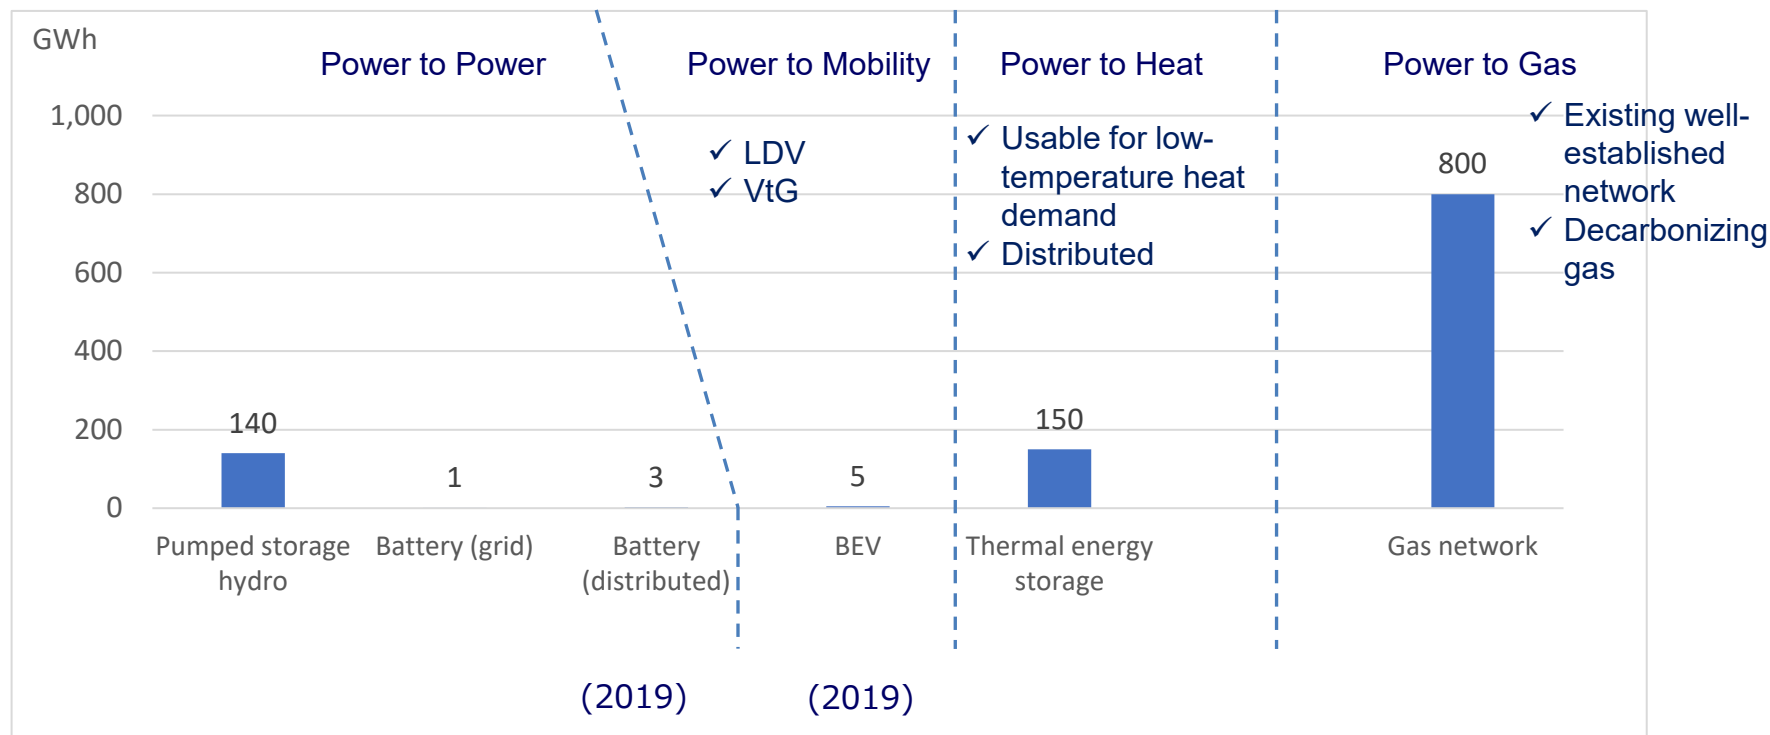 GWh
Power to Power
Power to Mobility
Power to Heat
Power to Gas
1,000
800
600
400
200
0
✓ LDV
✓ VtG
✓ Usable for low-
temperature heat
demand
✓ Distributed
✓ Existing well-
established
network
✓ Decarbonizing
gas
140
1
3
5
150
800
Pumped storage
hydro
Battery (grid)
Battery
(distributed)
BEV
Thermal energy
storage
Gas network
(2019)
(2019)